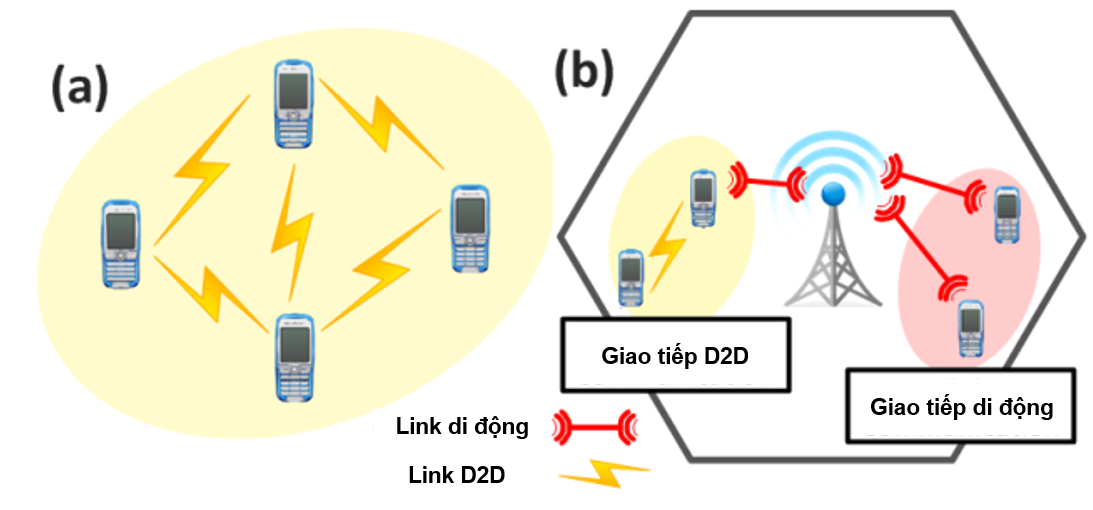 (a)
(b)
Giao tiếp D2D
Giao tiếp di động
Link di động
Link D2D